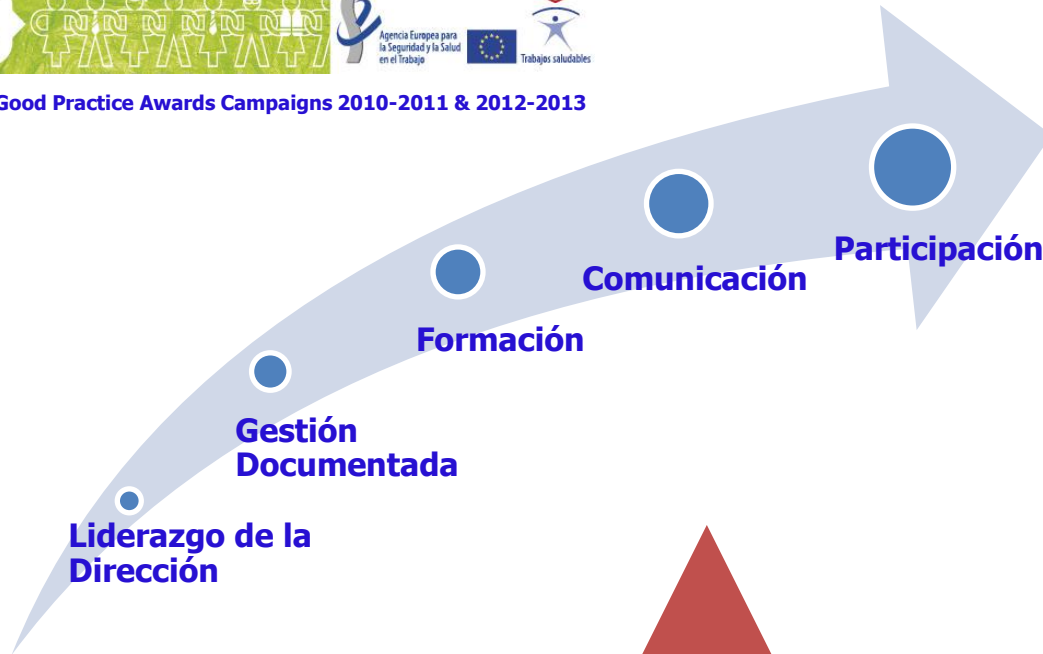 Agencia Europea para
la Seguridad y la Salud
en el Trabajo
Trabajos saludables
Good Practice Awards Campaigns 2010-2011 & 2012-2013
Participación
Comunicación
Formación
Gestión
Documentada
Liderazgo de la
Dirección